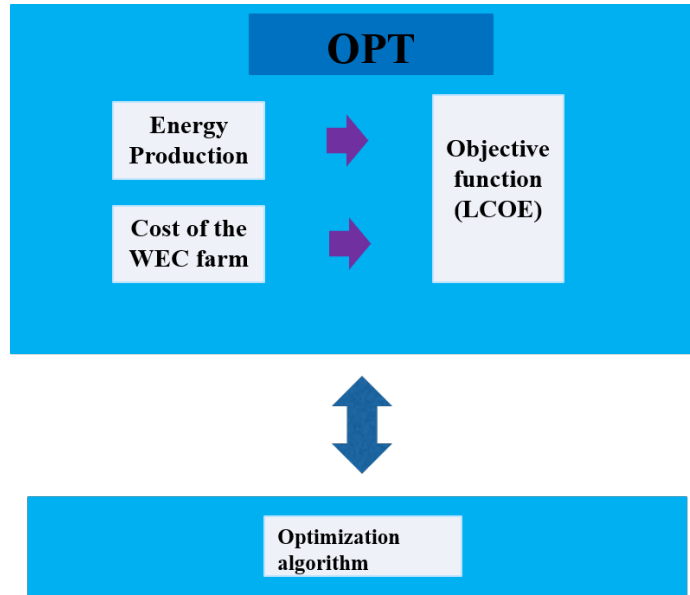 OPT
Energy
Production
Objective
function
(LCOE)
Cost of the
WEC farm
Optimization
algorithm